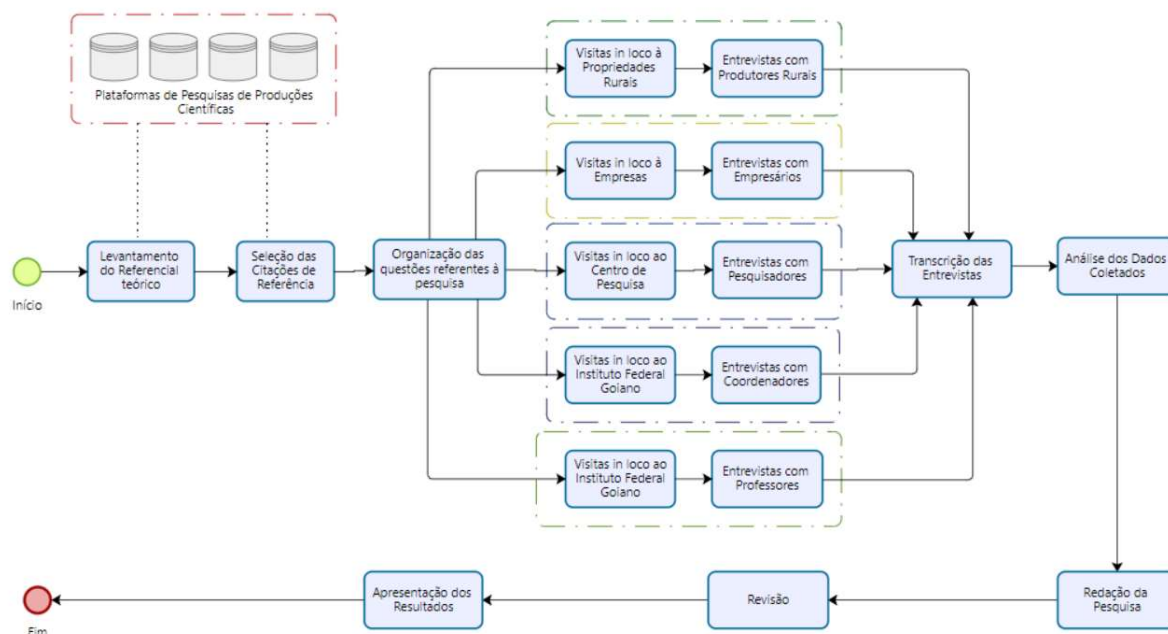 Plataformas de Pesquisas de Produções
Científicas
Início
Levantamento
do Referencial
teórico
Seleção das
Citações de
Referência
Organização das
questões referentes à
pesquisa
Visitas in loco à
Propriedades
Rurais
Entrevistas com
Produtores Rurais
Visitas in loco à
Empresas
Entrevistas com
Empresários
Visitas in loco ao
Centro de
Pesquisa
Entrevistas com
Pesquisadores
Visitas in loco ao
Instituto Federal
Goiano
Entrevistas com
Coordenadores
Visitas in loco ao
Instituto Federal
Goiano
Entrevistas com
Professores
Transcrição das
Entrevistas
Análise dos Dados
Coletados
Redação da
Pesquisa
Revisão
Apresentação dos
Resultados
Fim